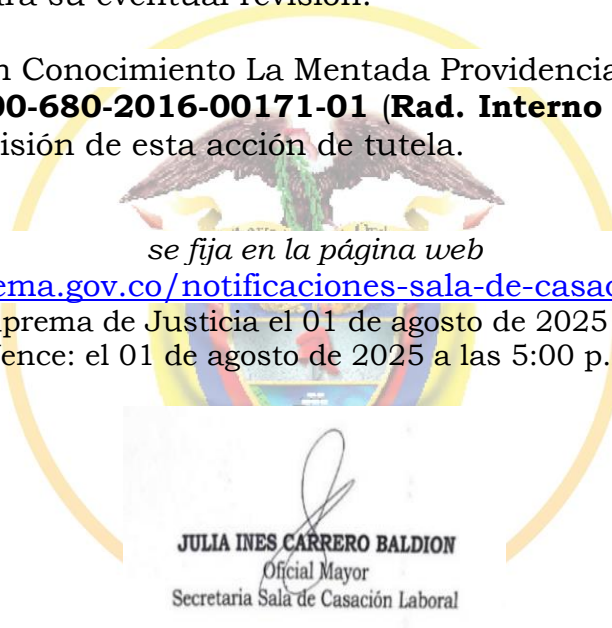 ra su eventual revisión.
n Conocimiento La Mentada Providencia
00-680-2016-00171-01 (Rad. Interno
isión de esta acción de tutela.
se fija en la página web
ema.gov.co/notificaciones-sala-de-casac
prema de Justicia el 01 de agosto de 2025
ence: el 01 de agosto de 2025 a las 5:00 p.
JULIA INES CARRERO BALDION
Oficial Mayor
Secretaria Sala de Casación Laboral